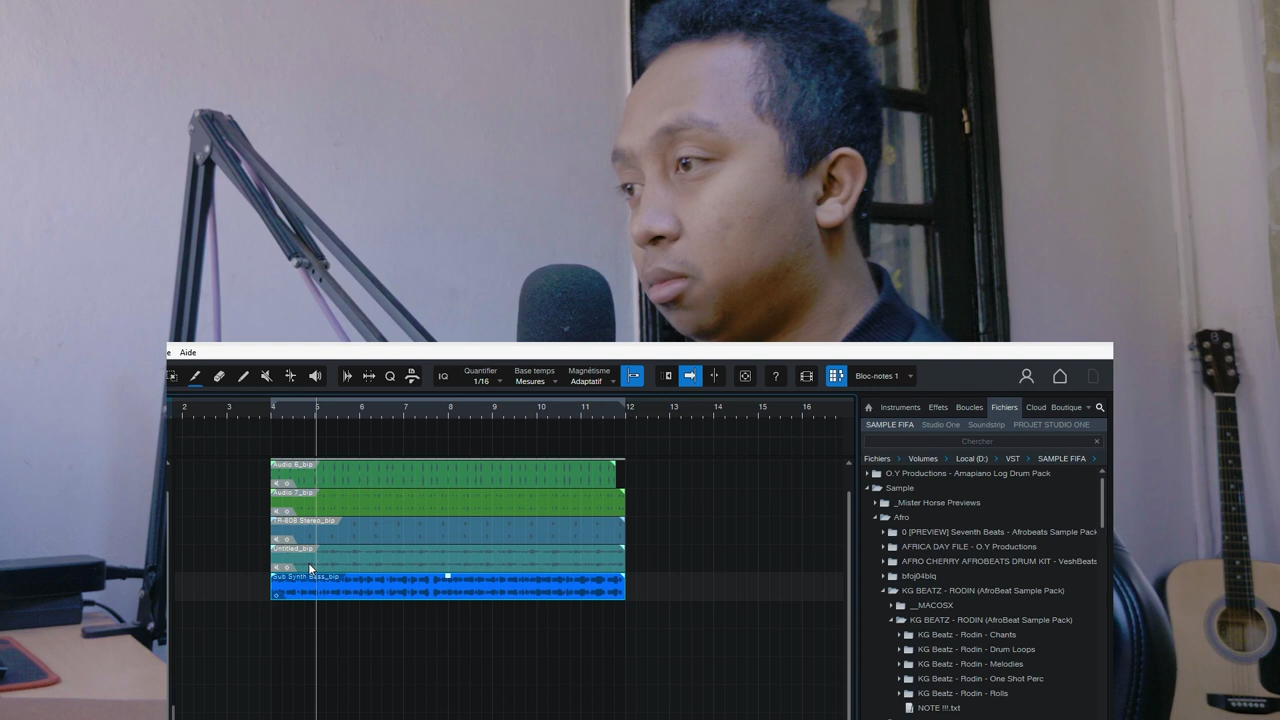 e Aide
IQ Quantifier 1/16 Base temps Mesures Magnétisme Adaptatif ? Bloc-notes 1
2 3 4 5 6 7 8 9 10 11 12 13 14 15 16
Instruments Effets Boucles Fichiers Cloud Boutique
SAMPLE FIFA Studio One Soundstrip PROJET STUDIO ONE
Chercher
Fichiers Volumes Local (D:) VST SAMPLE FIFA
O.Y Productions - Amapiano Log Drum Pack
Sample
_Mister Horse Previews
Afro
0 [PREVIEW] Seventh Beats - Afrobeats Sample Pack
AFRICA DAY FILE - O.Y Productions
AFRO CHERRY AFROBEATS DRUM KIT - VeshBeats
bfoj04blq
KG BEATZ - RODIN (AfroBeat Sample Pack)
__MACOSX
KG BEATZ - RODIN (AfroBeat Sample Pack)
KG Beatz - Rodin - Chants
KG Beatz - Rodin - Drum Loops
KG Beatz - Rodin - Melodies
KG Beatz - Rodin - One Shot Perc
KG Beatz - Rodin - Rolls
NOTE !!!.txt
Audio 6_bip
Audio 7_bip
TR-808 Stereo_bip
Untitled_bip
Sub Synth Bass_bip